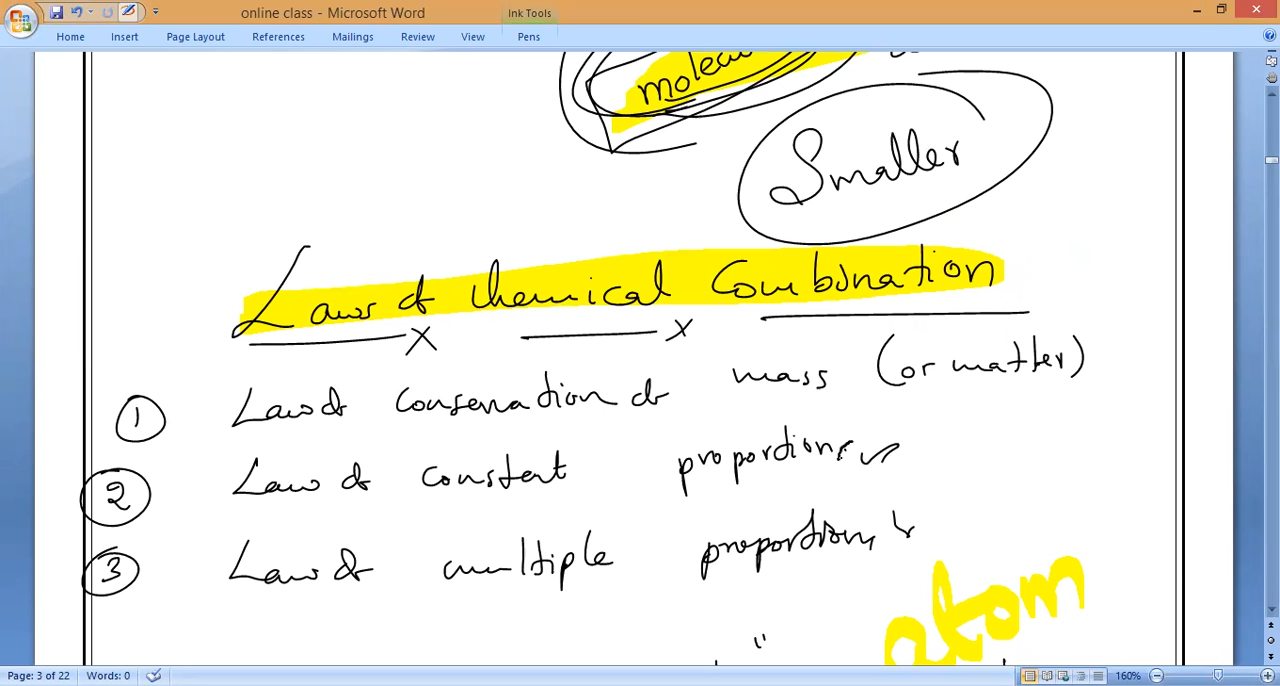 online class - Microsoft Word
Ink Tools
Home Insert Page Layout References Mailings Review View Pens
Smaller
Laws of chemical Combination
① Law of conservation of mass (or matter)
② Law of constant proportions
③ Law of multiple proportions
atom
Page: 3 of 22 Words: 0 160%